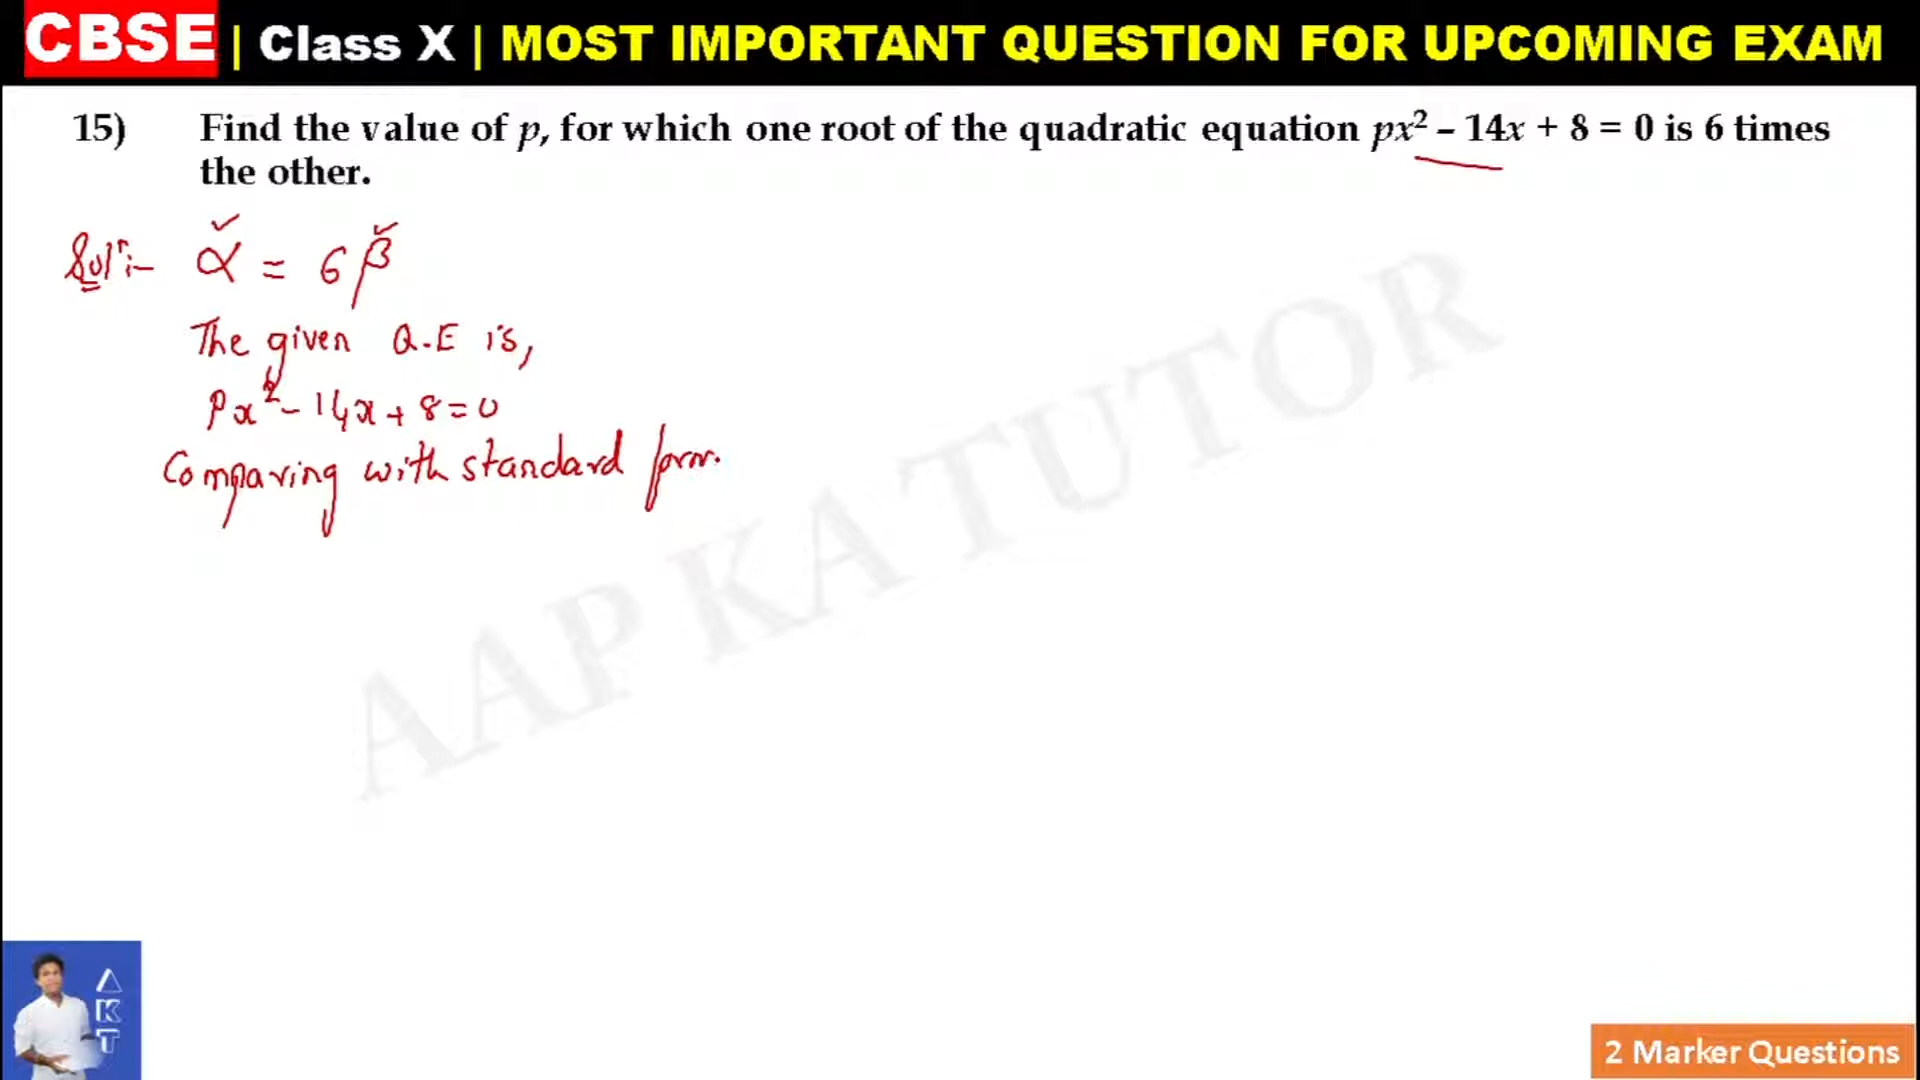 CBSE | Class X | MOST IMPORTANT QUESTION FOR UPCOMING EXAM
15) Find the value of p, for which one root of the quadratic equation px² – 14x + 8 = 0 is 6 times
the other.
Solⁿ:- α = 6β
The given Q.E is,
Px² - 14x + 8 = 0
Comparing with standard form.
AAP KA TUTOR
AKT
2 Marker Questions